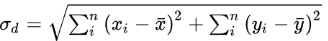 σ_d = √(∑_i^n (x_i − x̄)² + ∑_i^n (y_i − ȳ)²)